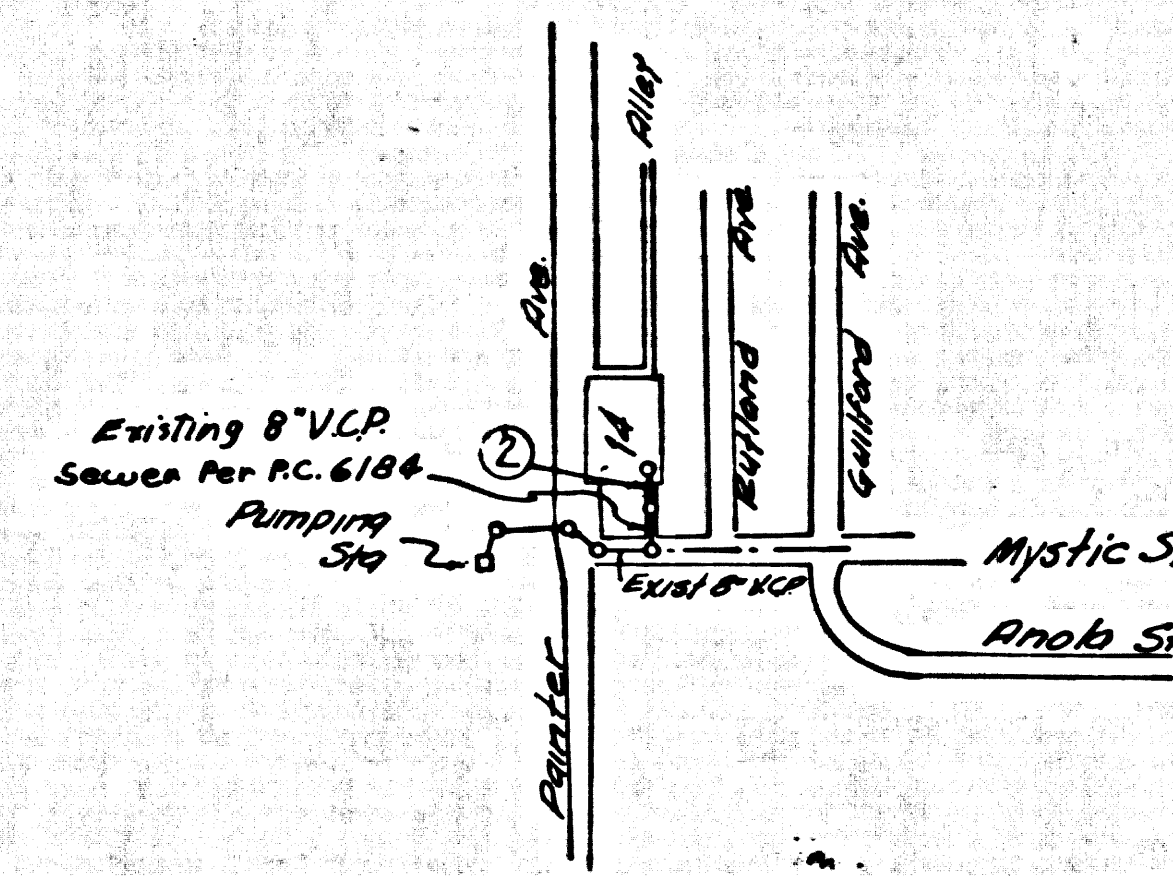 Alley
Ave.
Ave
Ave.
Existing 8" V.C.P.
Sewer Per P.C. 6184
2
14
Rutland
Guilford
Pumping
Sta
Exist 8" V.C.P.
Mystic S
Anola St
Painter